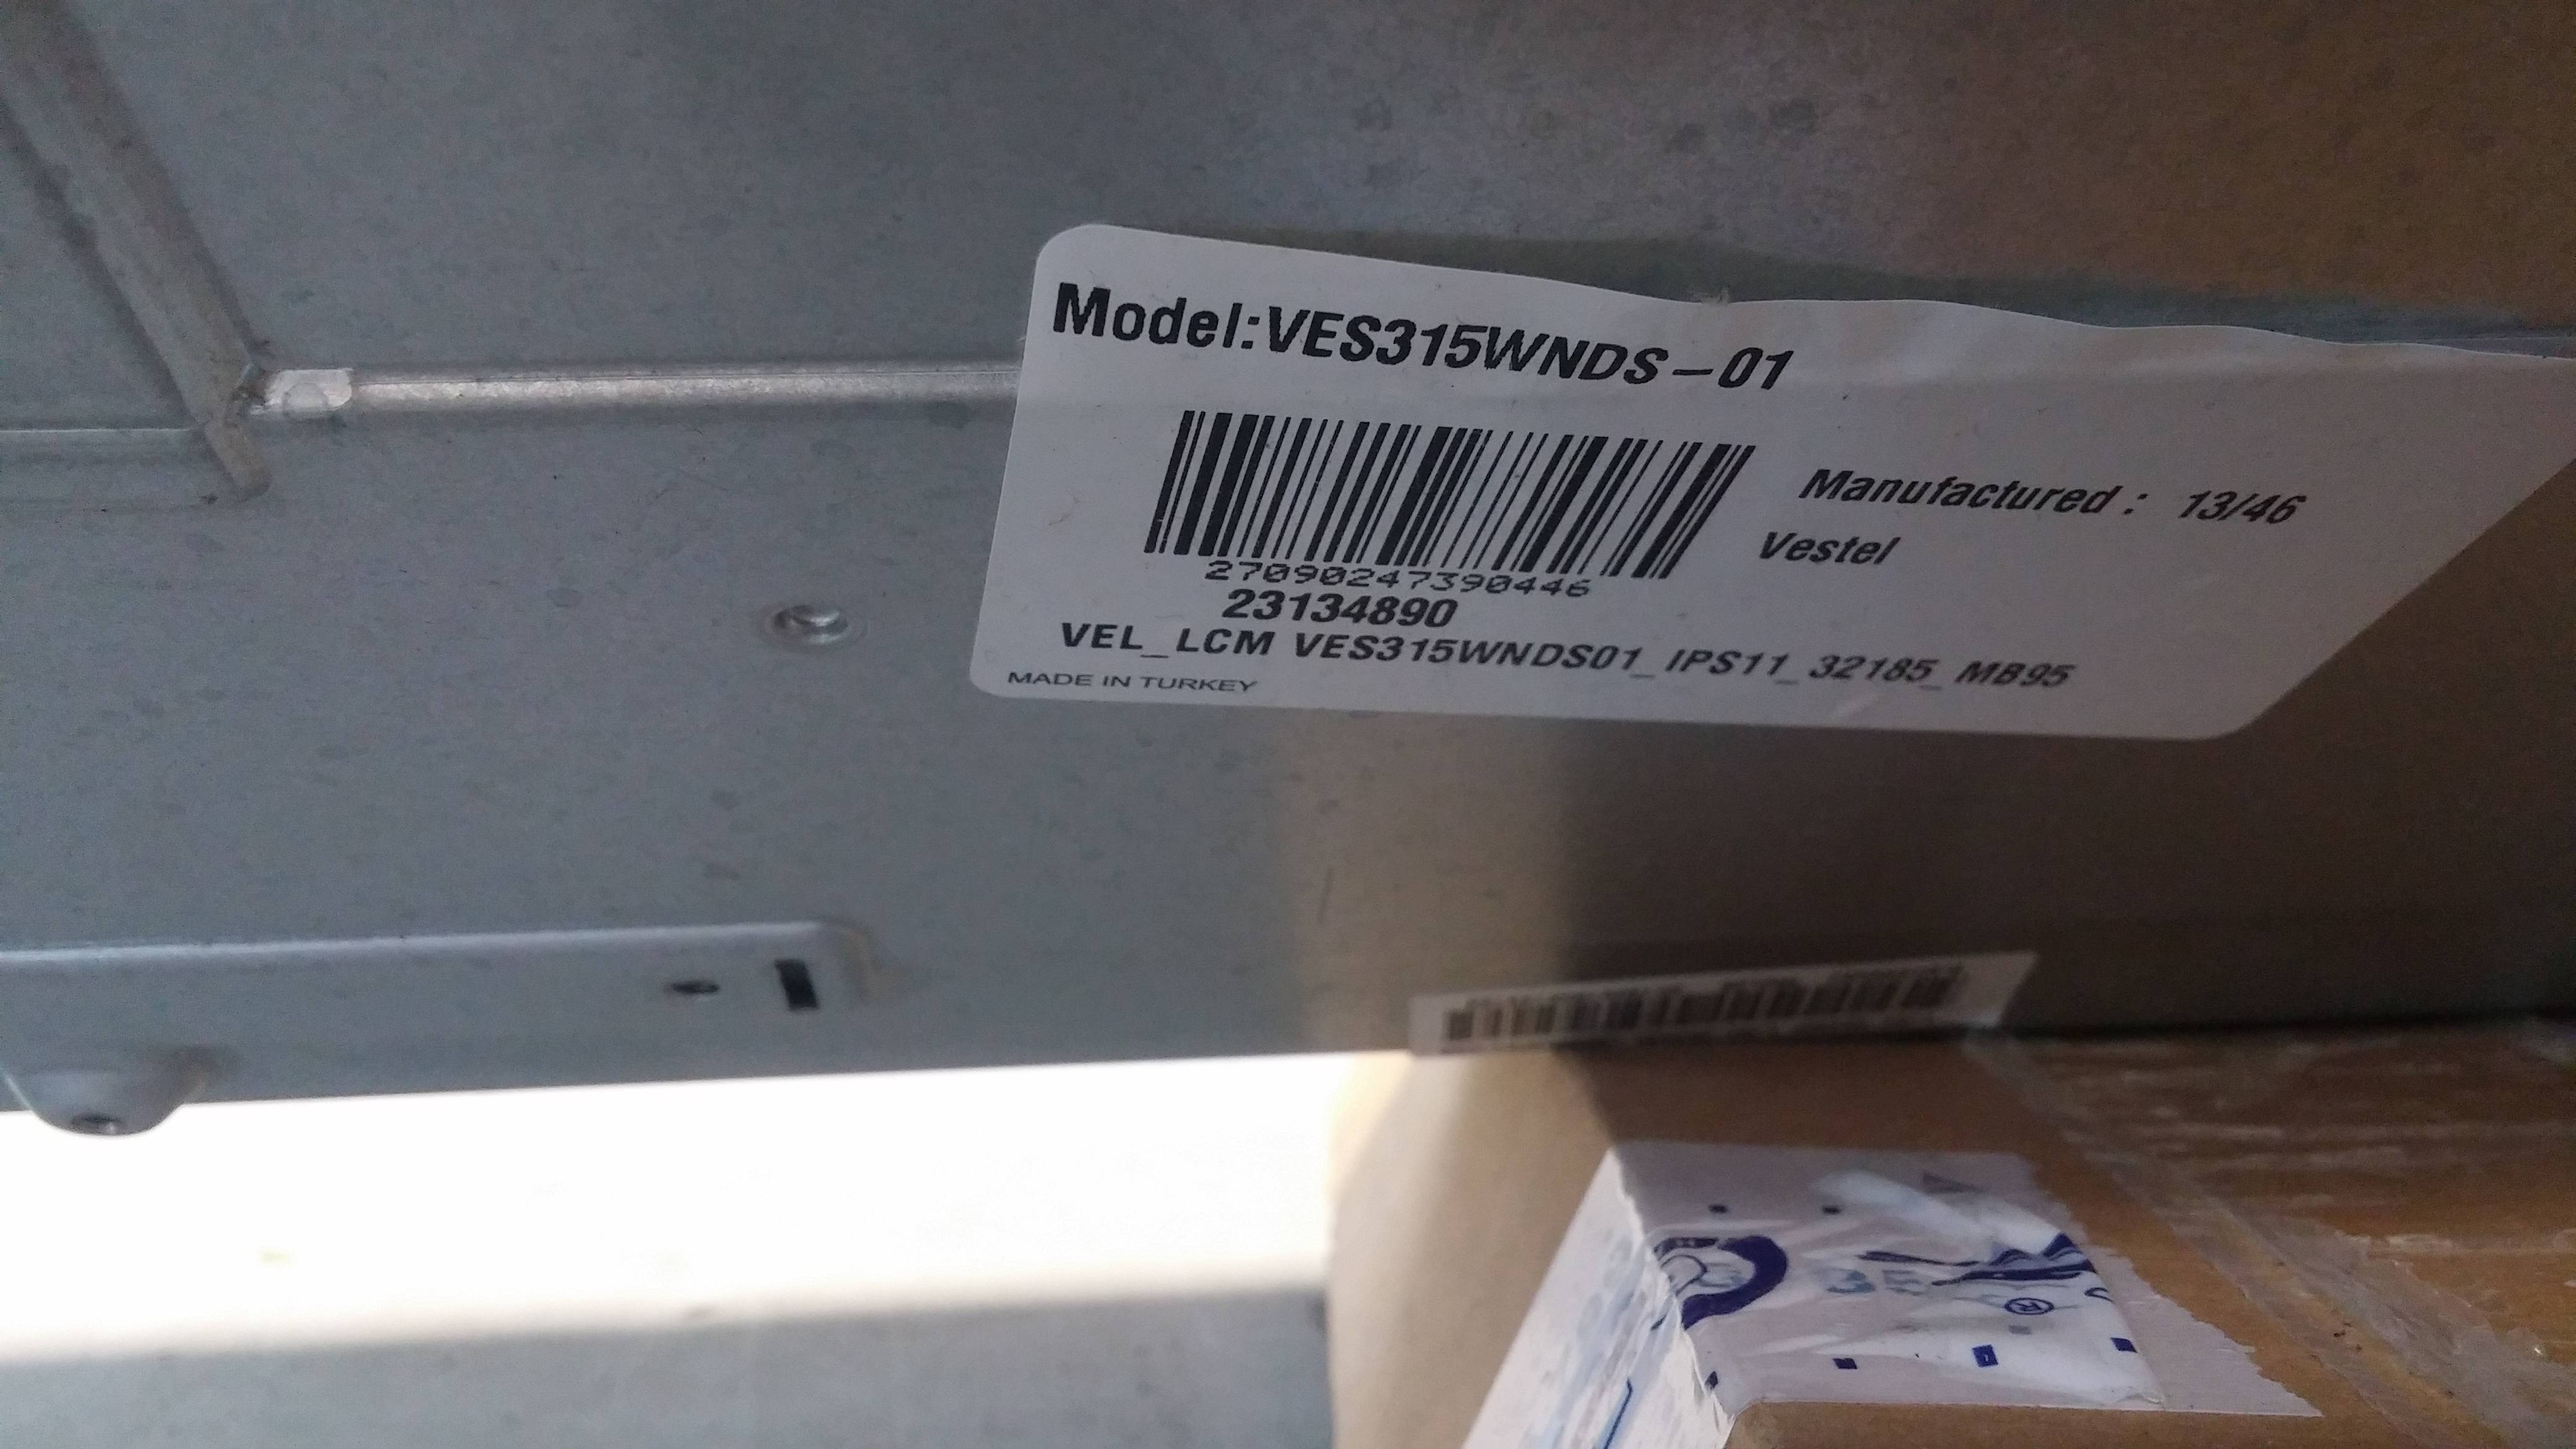 Model:VES315WNDS-01
27090247390446
Manufactured : 13/46
Vestel
23134890
VEL_LCM VES315WNDS01_IPS11_32185_MB95
MADE IN TURKEY
®